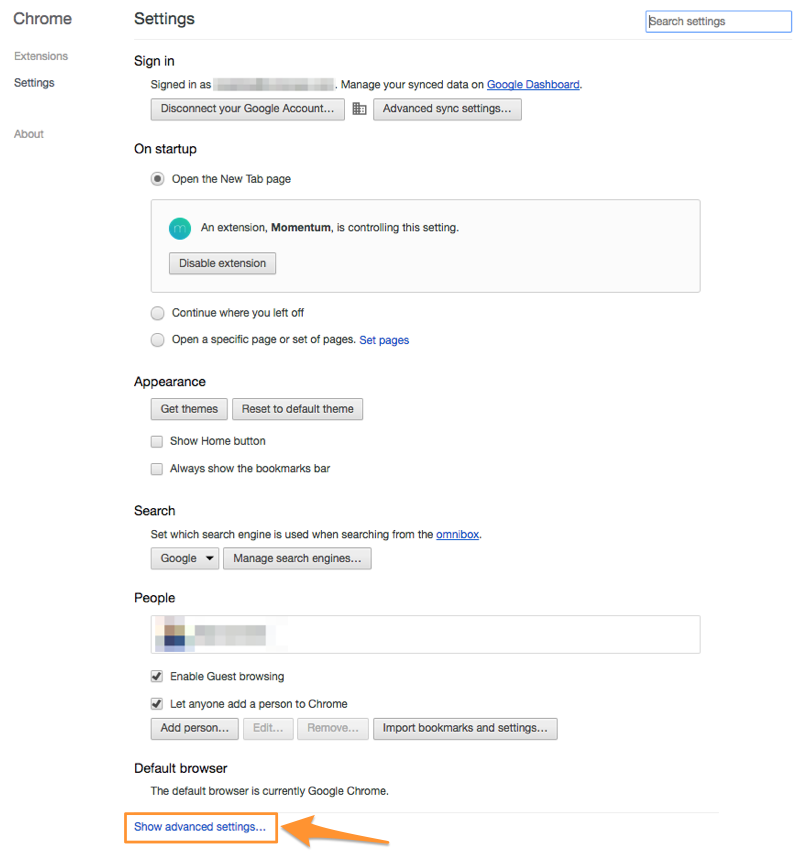 Chrome
Settings
Search settings
Extensions
Settings
About
Sign in
Signed in as . Manage your synced data on Google Dashboard.
Disconnect your Google Account... Advanced sync settings...
On startup
Open the New Tab page
m An extension, Momentum, is controlling this setting.
Disable extension
Continue where you left off
Open a specific page or set of pages. Set pages
Appearance
Get themes Reset to default theme
Show Home button
Always show the bookmarks bar
Search
Set which search engine is used when searching from the omnibox.
Google Manage search engines...
People
Enable Guest browsing
Let anyone add a person to Chrome
Add person... Edit... Remove... Import bookmarks and settings...
Default browser
The default browser is currently Google Chrome.
Show advanced settings...